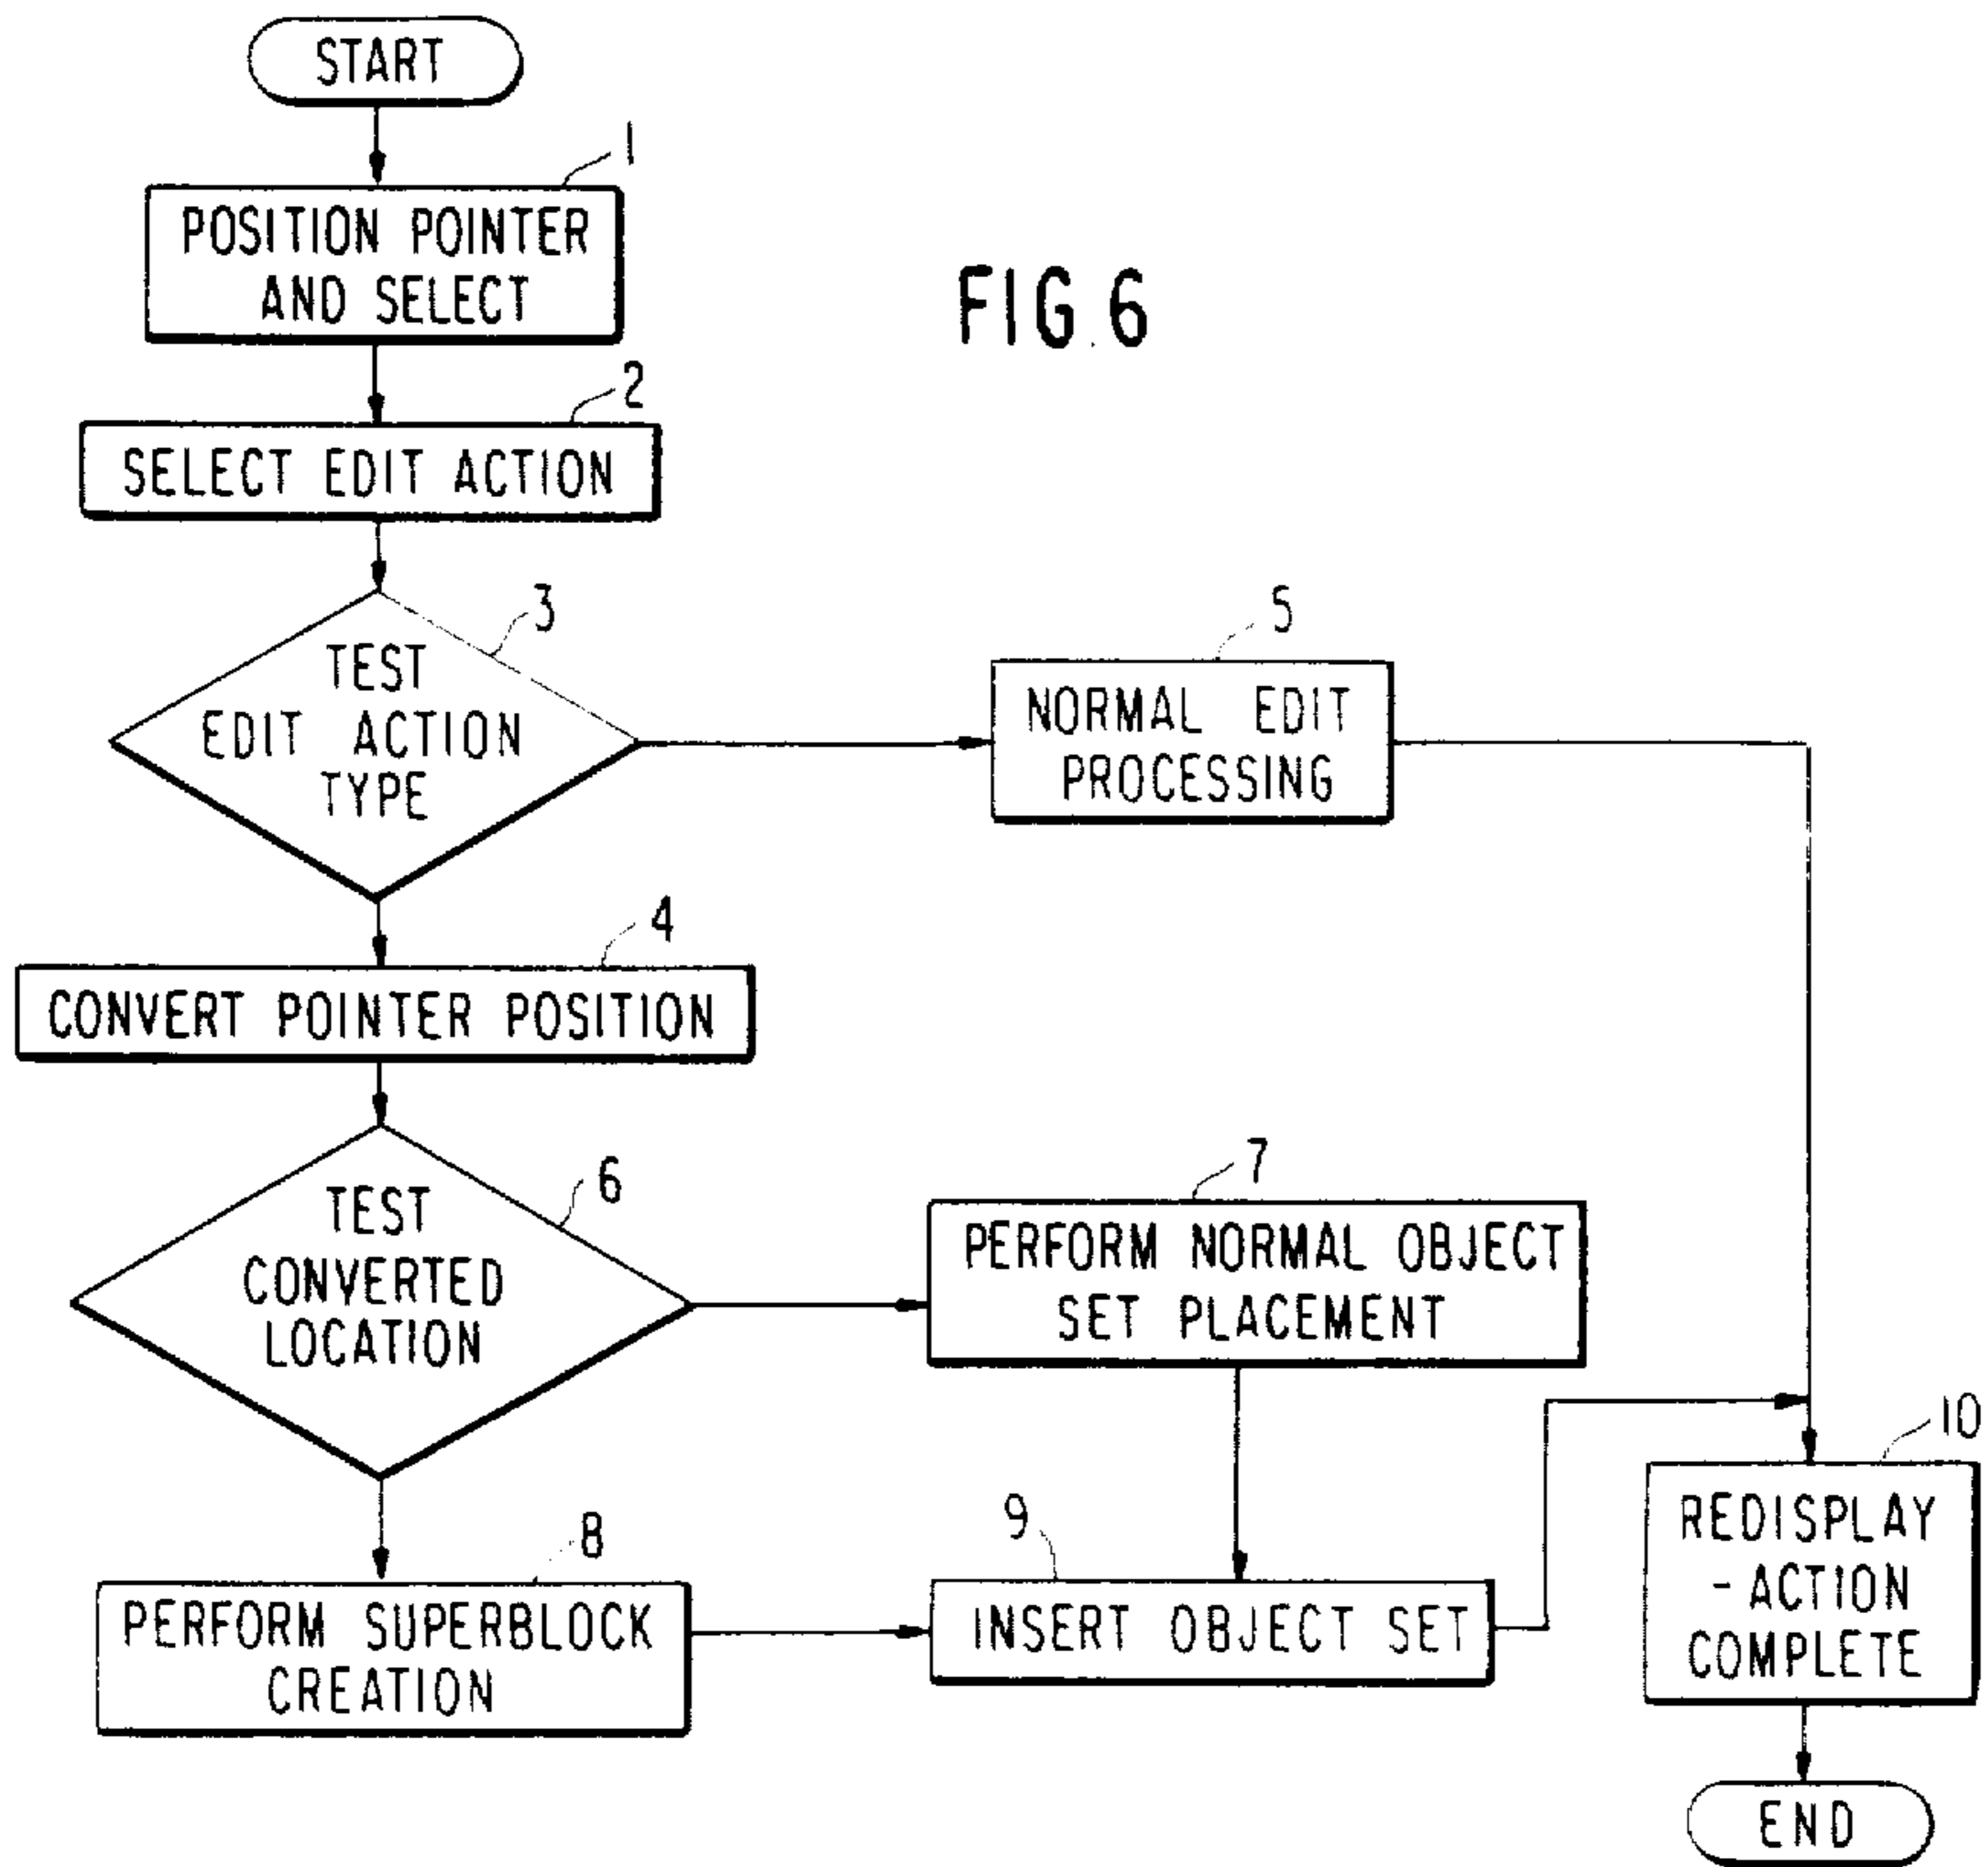 START
1
POSITION POINTER
AND SELECT
FIG.6
2
SELECT EDIT ACTION
3
TEST
EDIT ACTION
TYPE
5
NORMAL EDIT
PROCESSING
4
CONVERT POINTER POSITION
6
TEST
CONVERTED
LOCATION
7
PERFORM NORMAL OBJECT
SET PLACEMENT
8
PERFORM SUPERBLOCK
CREATION
9
INSERT OBJECT SET
10
REDISPLAY
-ACTION
COMPLETE
END